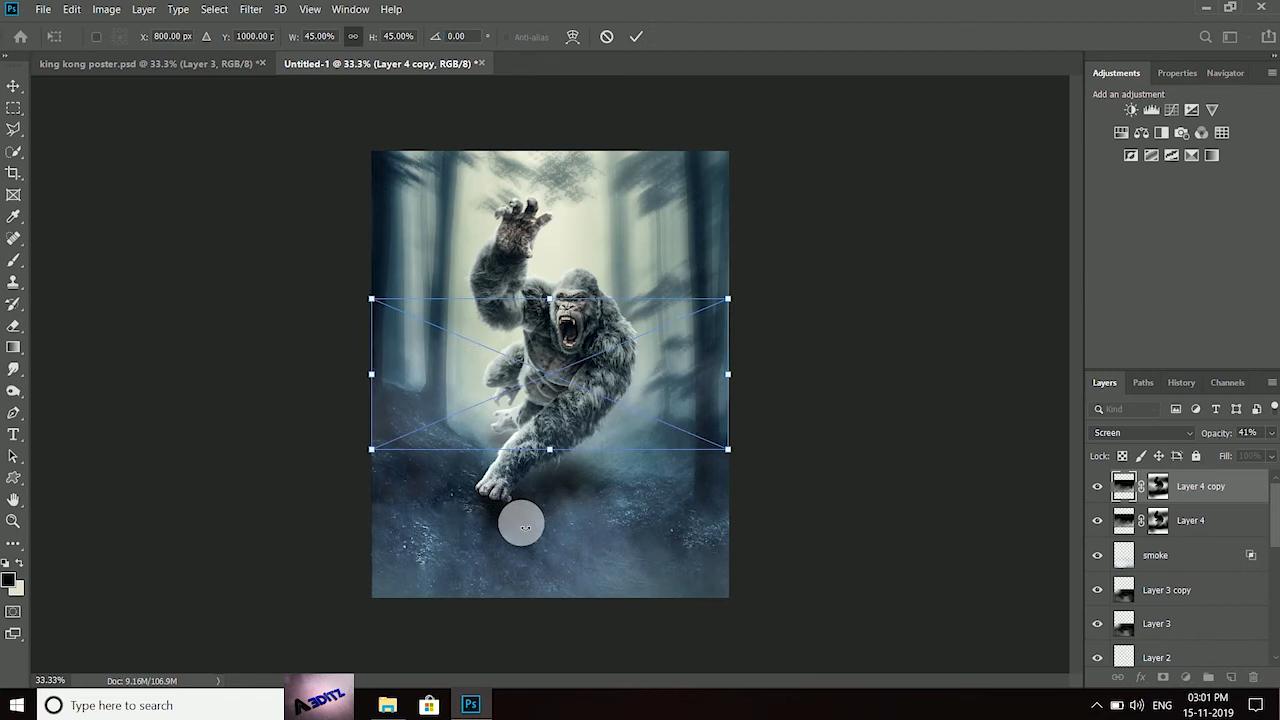 Ps File Edit Image Layer Type Select Filter 3D View Window Help
X: 800.00 px Y: 1000.00 p W: 45.00% H: 45.00% 0.00 ° Anti-alias
king kong poster.psd @ 33.3% (Layer 3, RGB/8) * × Untitled-1 @ 33.3% (Layer 4 copy, RGB/8) * ×
Adjustments Properties Navigator
Add an adjustment
Layers Paths History Channels
Kind
Screen Opacity: 41%
Lock: Fill: 100%
Layer 4 copy
Layer 4
smoke
Layer 3 copy
Layer 3
Layer 2
33.33% Doc: 9.16M/106.9M
Type here to search
A 3DITZ
Ps
ENG
03:01 PM
15-11-2019